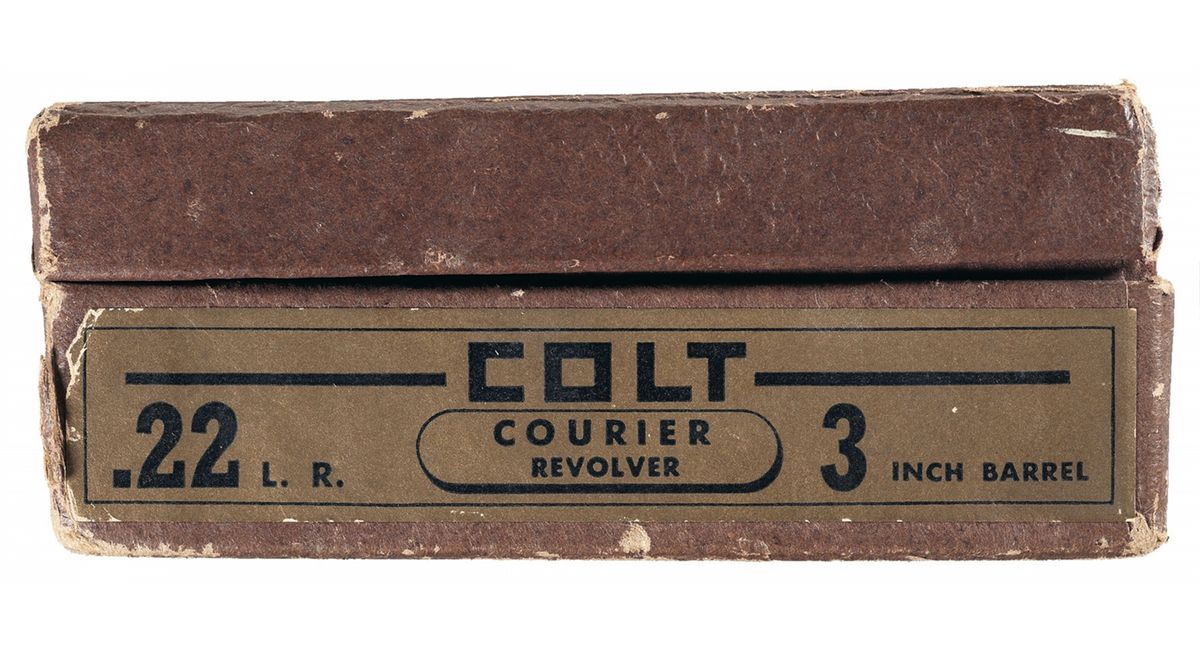 COLT
.22 L. R.
COURIER
REVOLVER
3 INCH BARREL